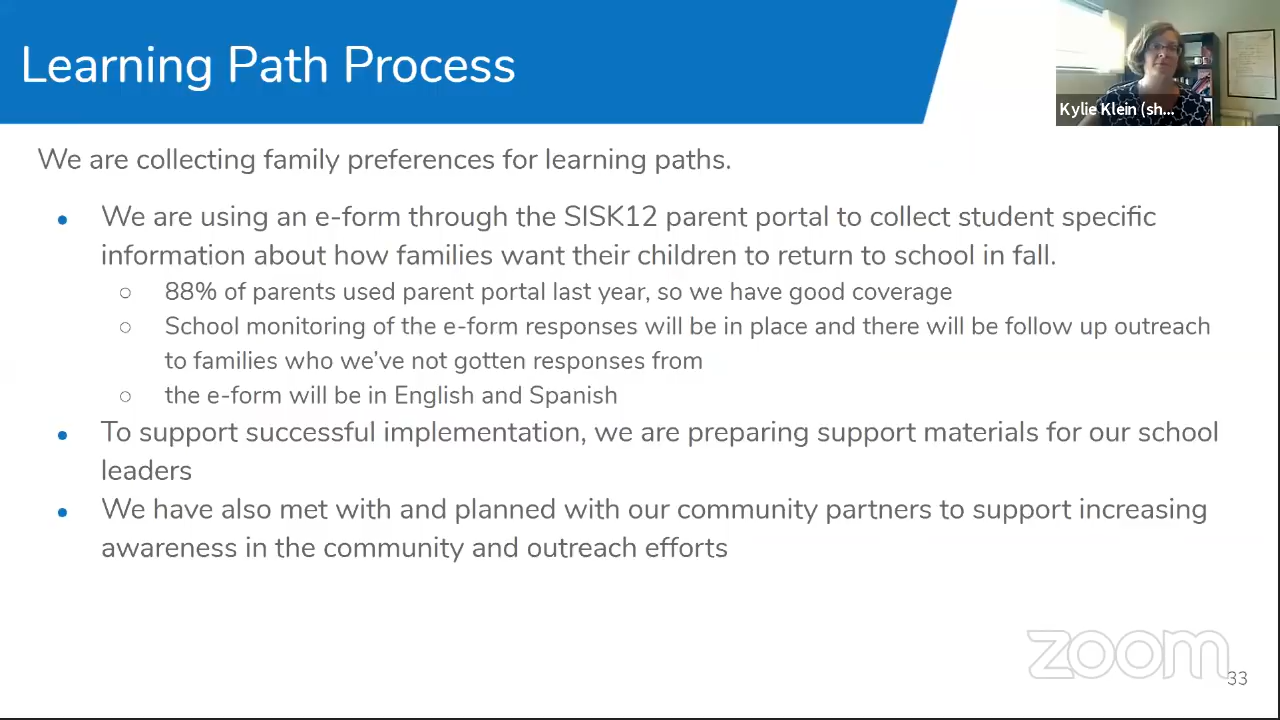 Learning Path Process
Kylie Klein (sh...
We are collecting family preferences for learning paths.
• We are using an e-form through the SISK12 parent portal to collect student specific
information about how families want their children to return to school in fall.
○ 88% of parents used parent portal last year, so we have good coverage
○ School monitoring of the e-form responses will be in place and there will be follow up outreach
to families who we've not gotten responses from
○ the e-form will be in English and Spanish
• To support successful implementation, we are preparing support materials for our school
leaders
• We have also met with and planned with our community partners to support increasing
awareness in the community and outreach efforts
zoom
33